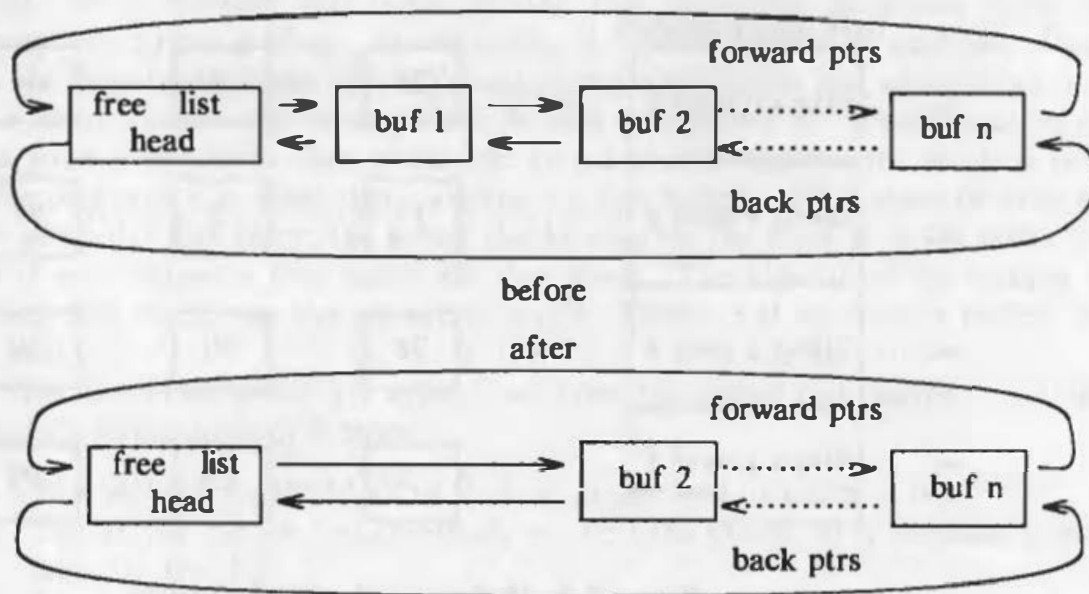 forward ptrs
free list
head
buf 1
buf 2
buf n
back ptrs
before
after
forward ptrs
free list
head
buf 2
buf n
back ptrs